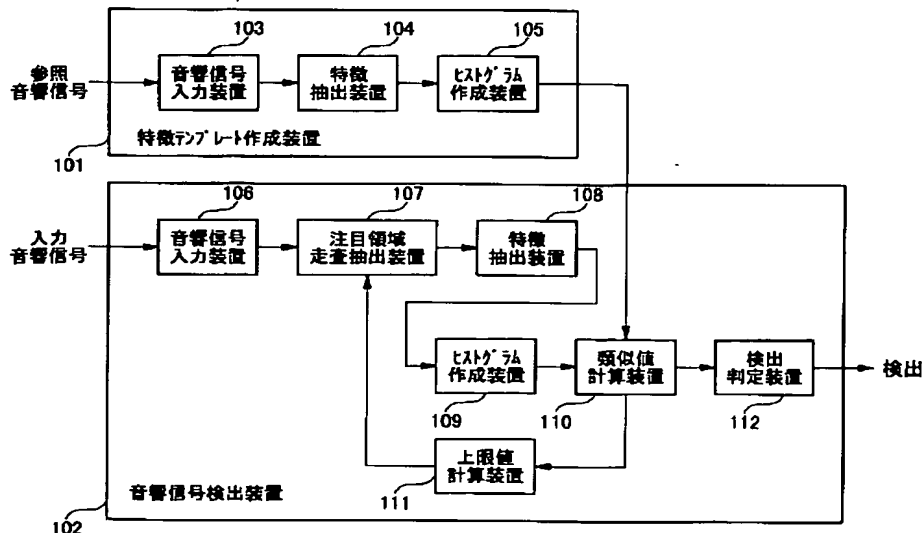 103
104
105
参照
音響信号
音響信号
入力装置
特徴
抽出装置
ﾋｽﾄｸﾞﾗﾑ
作成装置
特徴ﾃﾝﾌﾟﾚｰﾄ作成装置
101
106
107
108
入力
音響信号
音響信号
入力装置
注目領域
走査抽出装置
特徴
抽出装置
ﾋｽﾄｸﾞﾗﾑ
作成装置
類似値
計算装置
検出
判定装置
検出
109
110
112
上限値
計算装置
111
音響信号検出装置
102